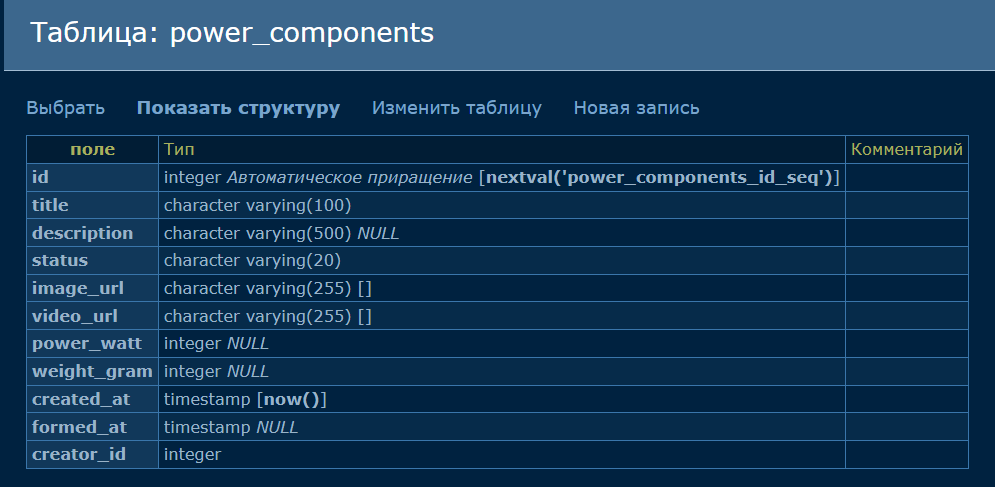 Таблица: power_components
Выбрать Показать структуру Изменить таблицу Новая запись
поле Тип Комментарий
id integer Автоматическое приращение [nextval('power_components_id_seq')]
title character varying(100)
description character varying(500) NULL
status character varying(20)
image_url character varying(255) []
video_url character varying(255) []
power_watt integer NULL
weight_gram integer NULL
created_at timestamp [now()]
formed_at timestamp NULL
creator_id integer